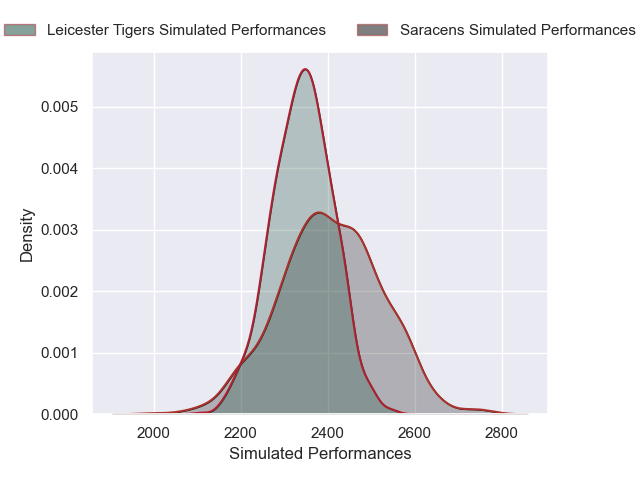 Leicester Tigers Simulated Performances
Saracens Simulated Performances
Density
0.005
0.004
0.003
0.002
0.001
0.000
2000
2200
2400
2600
2800
Simulated Performances